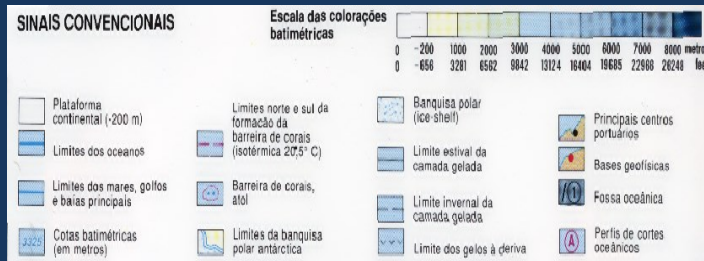 SINAIS CONVENCIONAIS
Escala das colorações
batimétricas
0 -200 1000 2000 3000 4000 5000 6000 7000 8000 metro
0 -656 3281 6562 9842 13124 16404 19685 22966 26248
Plataforma
continental (-200 m)
Limites dos oceanos
Limites dos mares, golfos
e baías principais
3325
Cotas batimétricas
(em metros)
Limites norte e sul da
formação da
barreira de corais
(isotérmica 20,5° C)
Barreira de corais,
atol
Limites da banquisa
polar antárctica
Banquisa polar
(ice-shelf)
Limite estival da
camada gelada
Limite invernal da
camada gelada
Limite dos gelos à deriva
Principais centros
portuários
Bases geofísicas
1
Fossa oceânica
A
Perfis de cortes
oceânicos